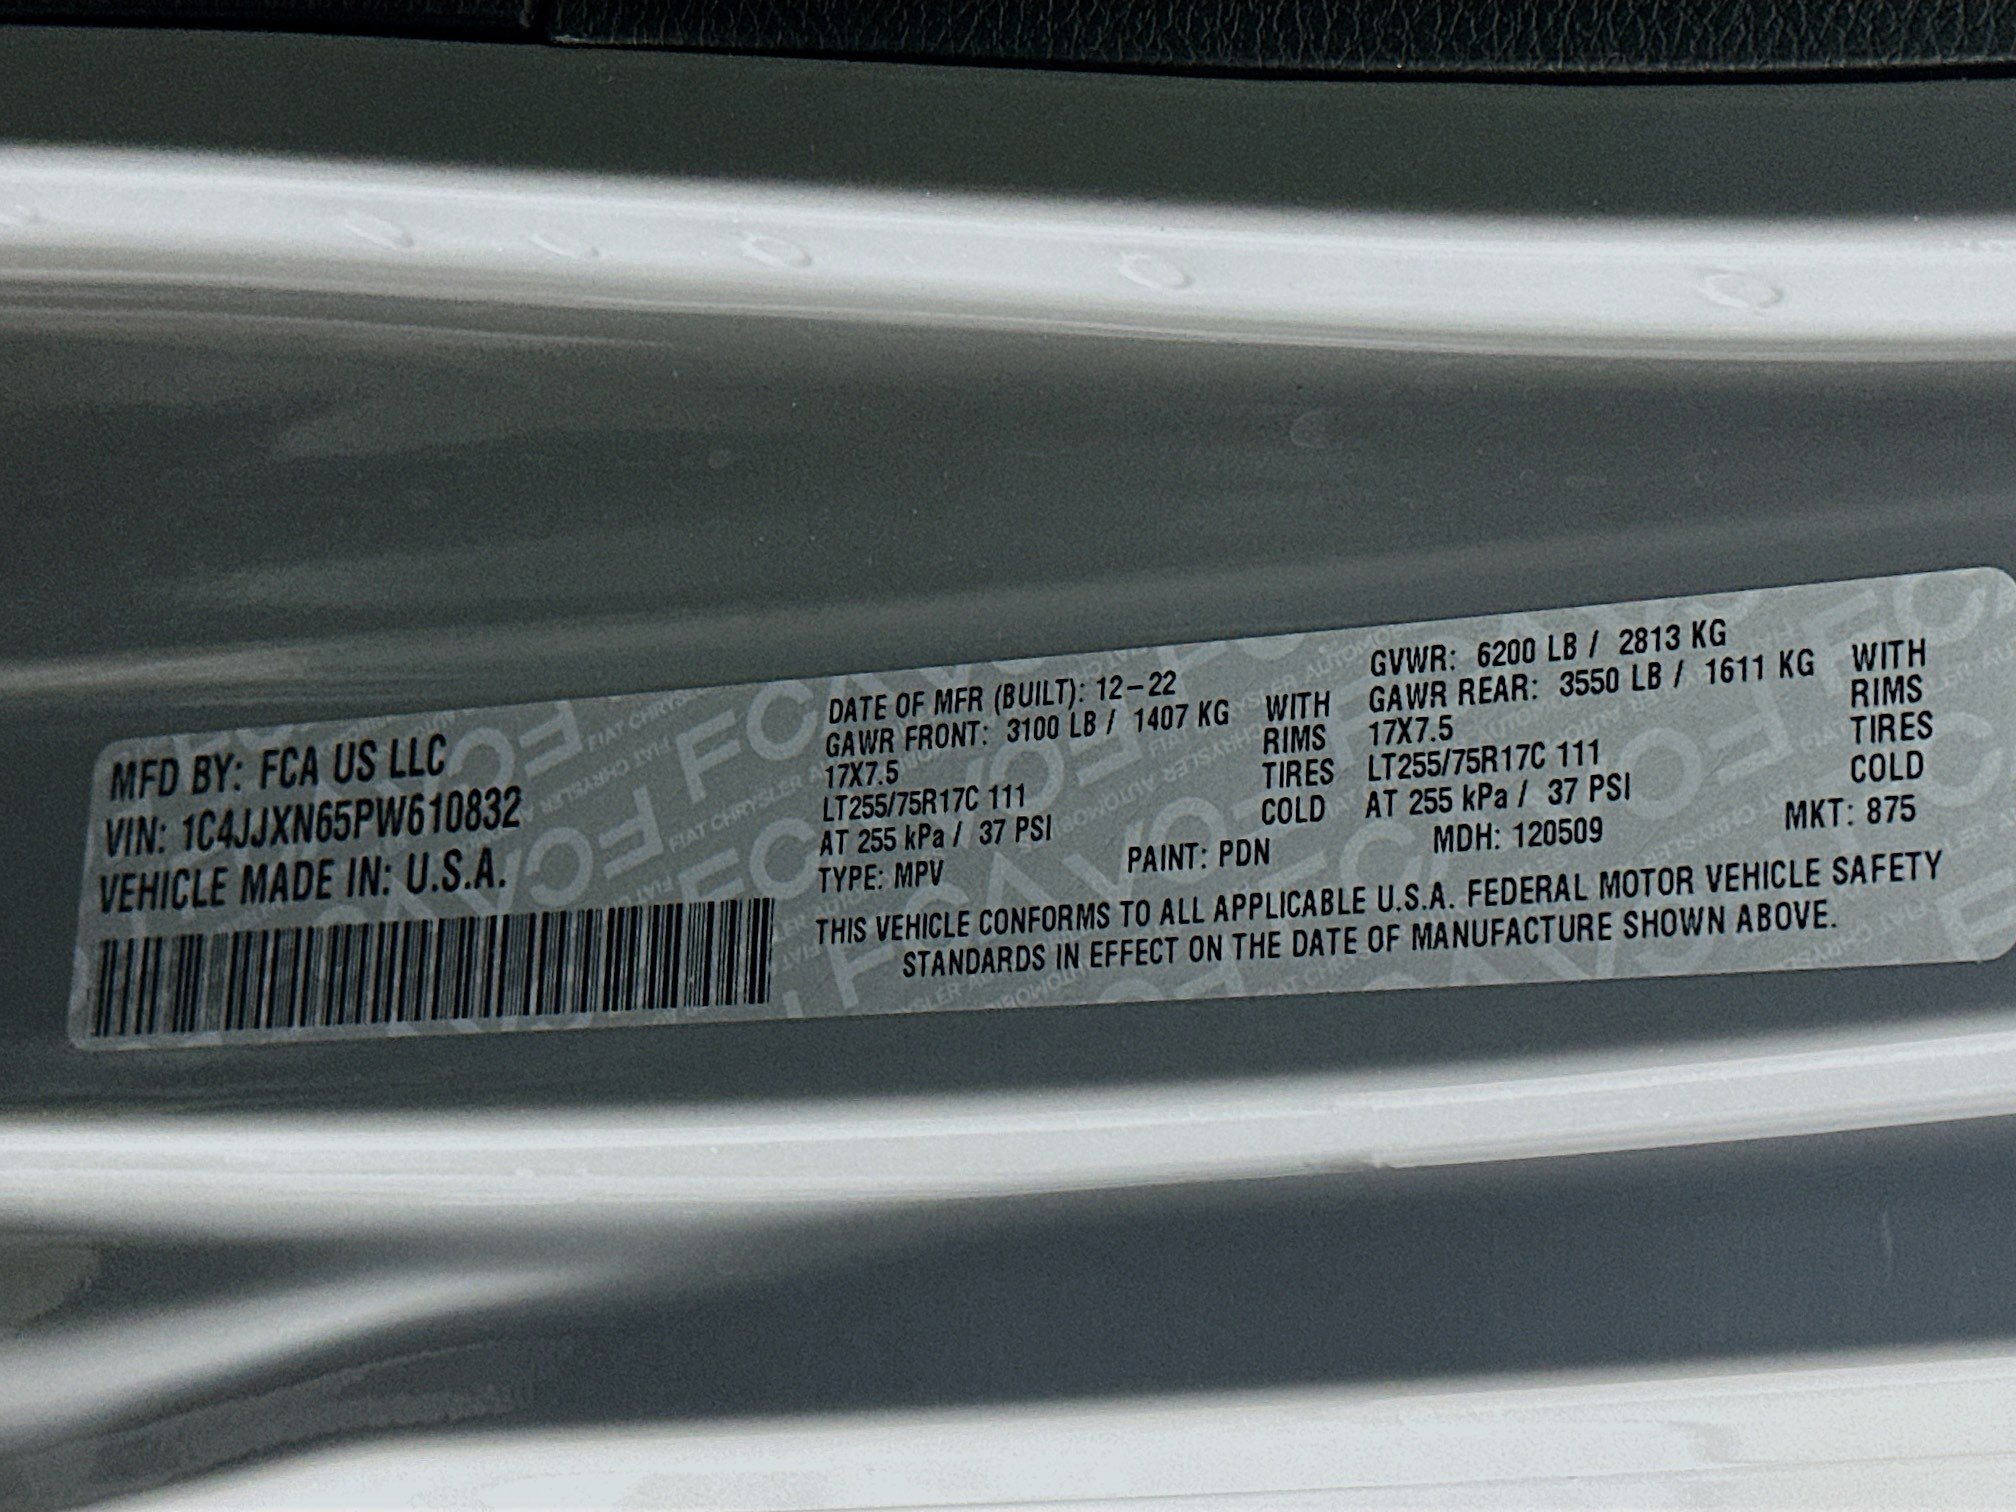 MFD BY: FCA US LLC
VIN: 1C4JJXN65PW610832
VEHICLE MADE IN: U.S.A.
DATE OF MFR (BUILT): 12-22
GAWR FRONT: 3100 LB / 1407 KG WITH
17X7.5 RIMS
LT255/75R17C 111 TIRES
AT 255 kPa / 37 PSI COLD
TYPE: MPV
GVWR: 6200 LB / 2813 KG
GAWR REAR: 3550 LB / 1611 KG WITH
17X7.5 RIMS
LT255/75R17C 111 TIRES
AT 255 kPa / 37 PSI COLD
PAINT: PDN MDH: 120509 MKT: 875
THIS VEHICLE CONFORMS TO ALL APPLICABLE U.S.A. FEDERAL MOTOR VEHICLE SAFETY
STANDARDS IN EFFECT ON THE DATE OF MANUFACTURE SHOWN ABOVE.